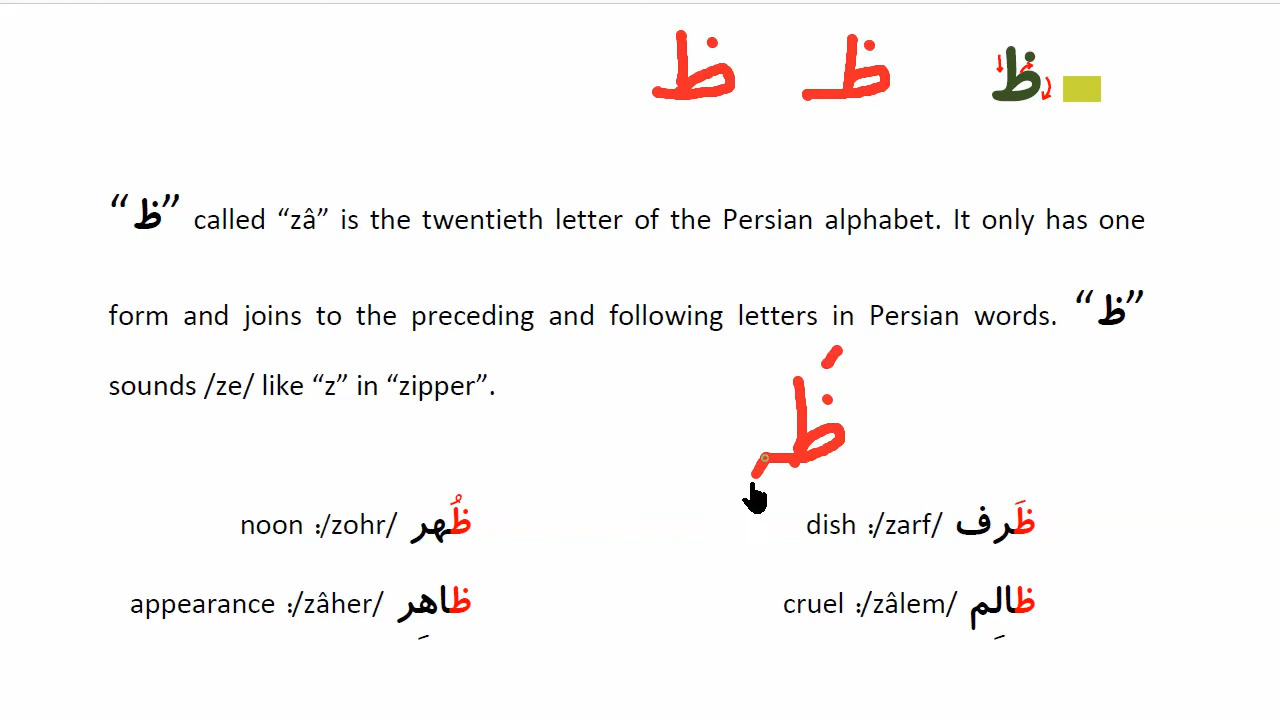 ظ ظ ظ
“ظ” called “zâ” is the twentieth letter of the Persian alphabet. It only has one
form and joins to the preceding and following letters in Persian words. “ظ”
sounds /ze/ like “z” in “zipper”.
ظَر
noon :/zohr/ ظُهر dish :/zarf/ ظَرف
appearance :/zâher/ ظاهِر cruel :/zâlem/ ظالِم